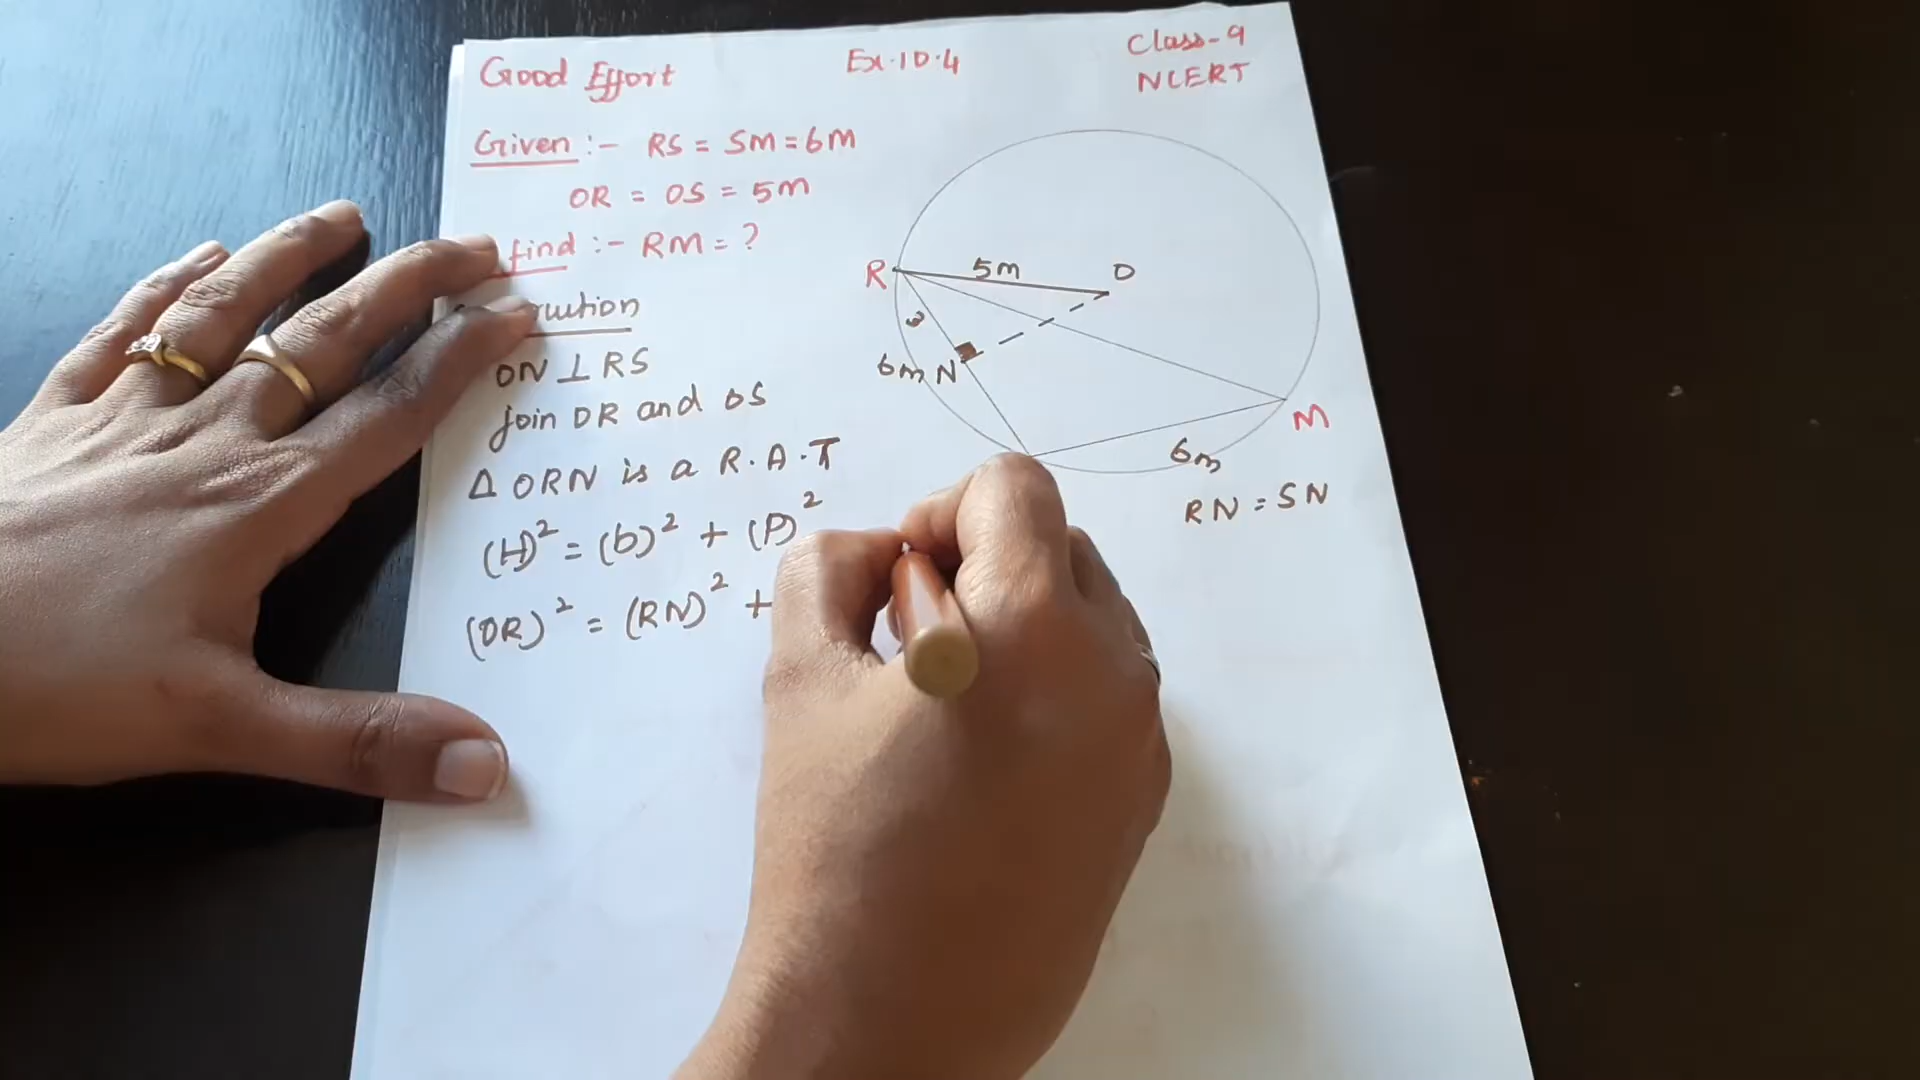 Good Effort
Ex.10.4
Class-9
NCERT
Given :- RS = SM = 6M
OR = OS = 5M
find :- RM = ?
ON ⊥ RS
join OR and OS
Δ ORN is a R.A.T
(H)² = (b)² + (P)²
(OR)² = (RN)² +
R
5m
O
3
6m
N
M
6m
RN = SN